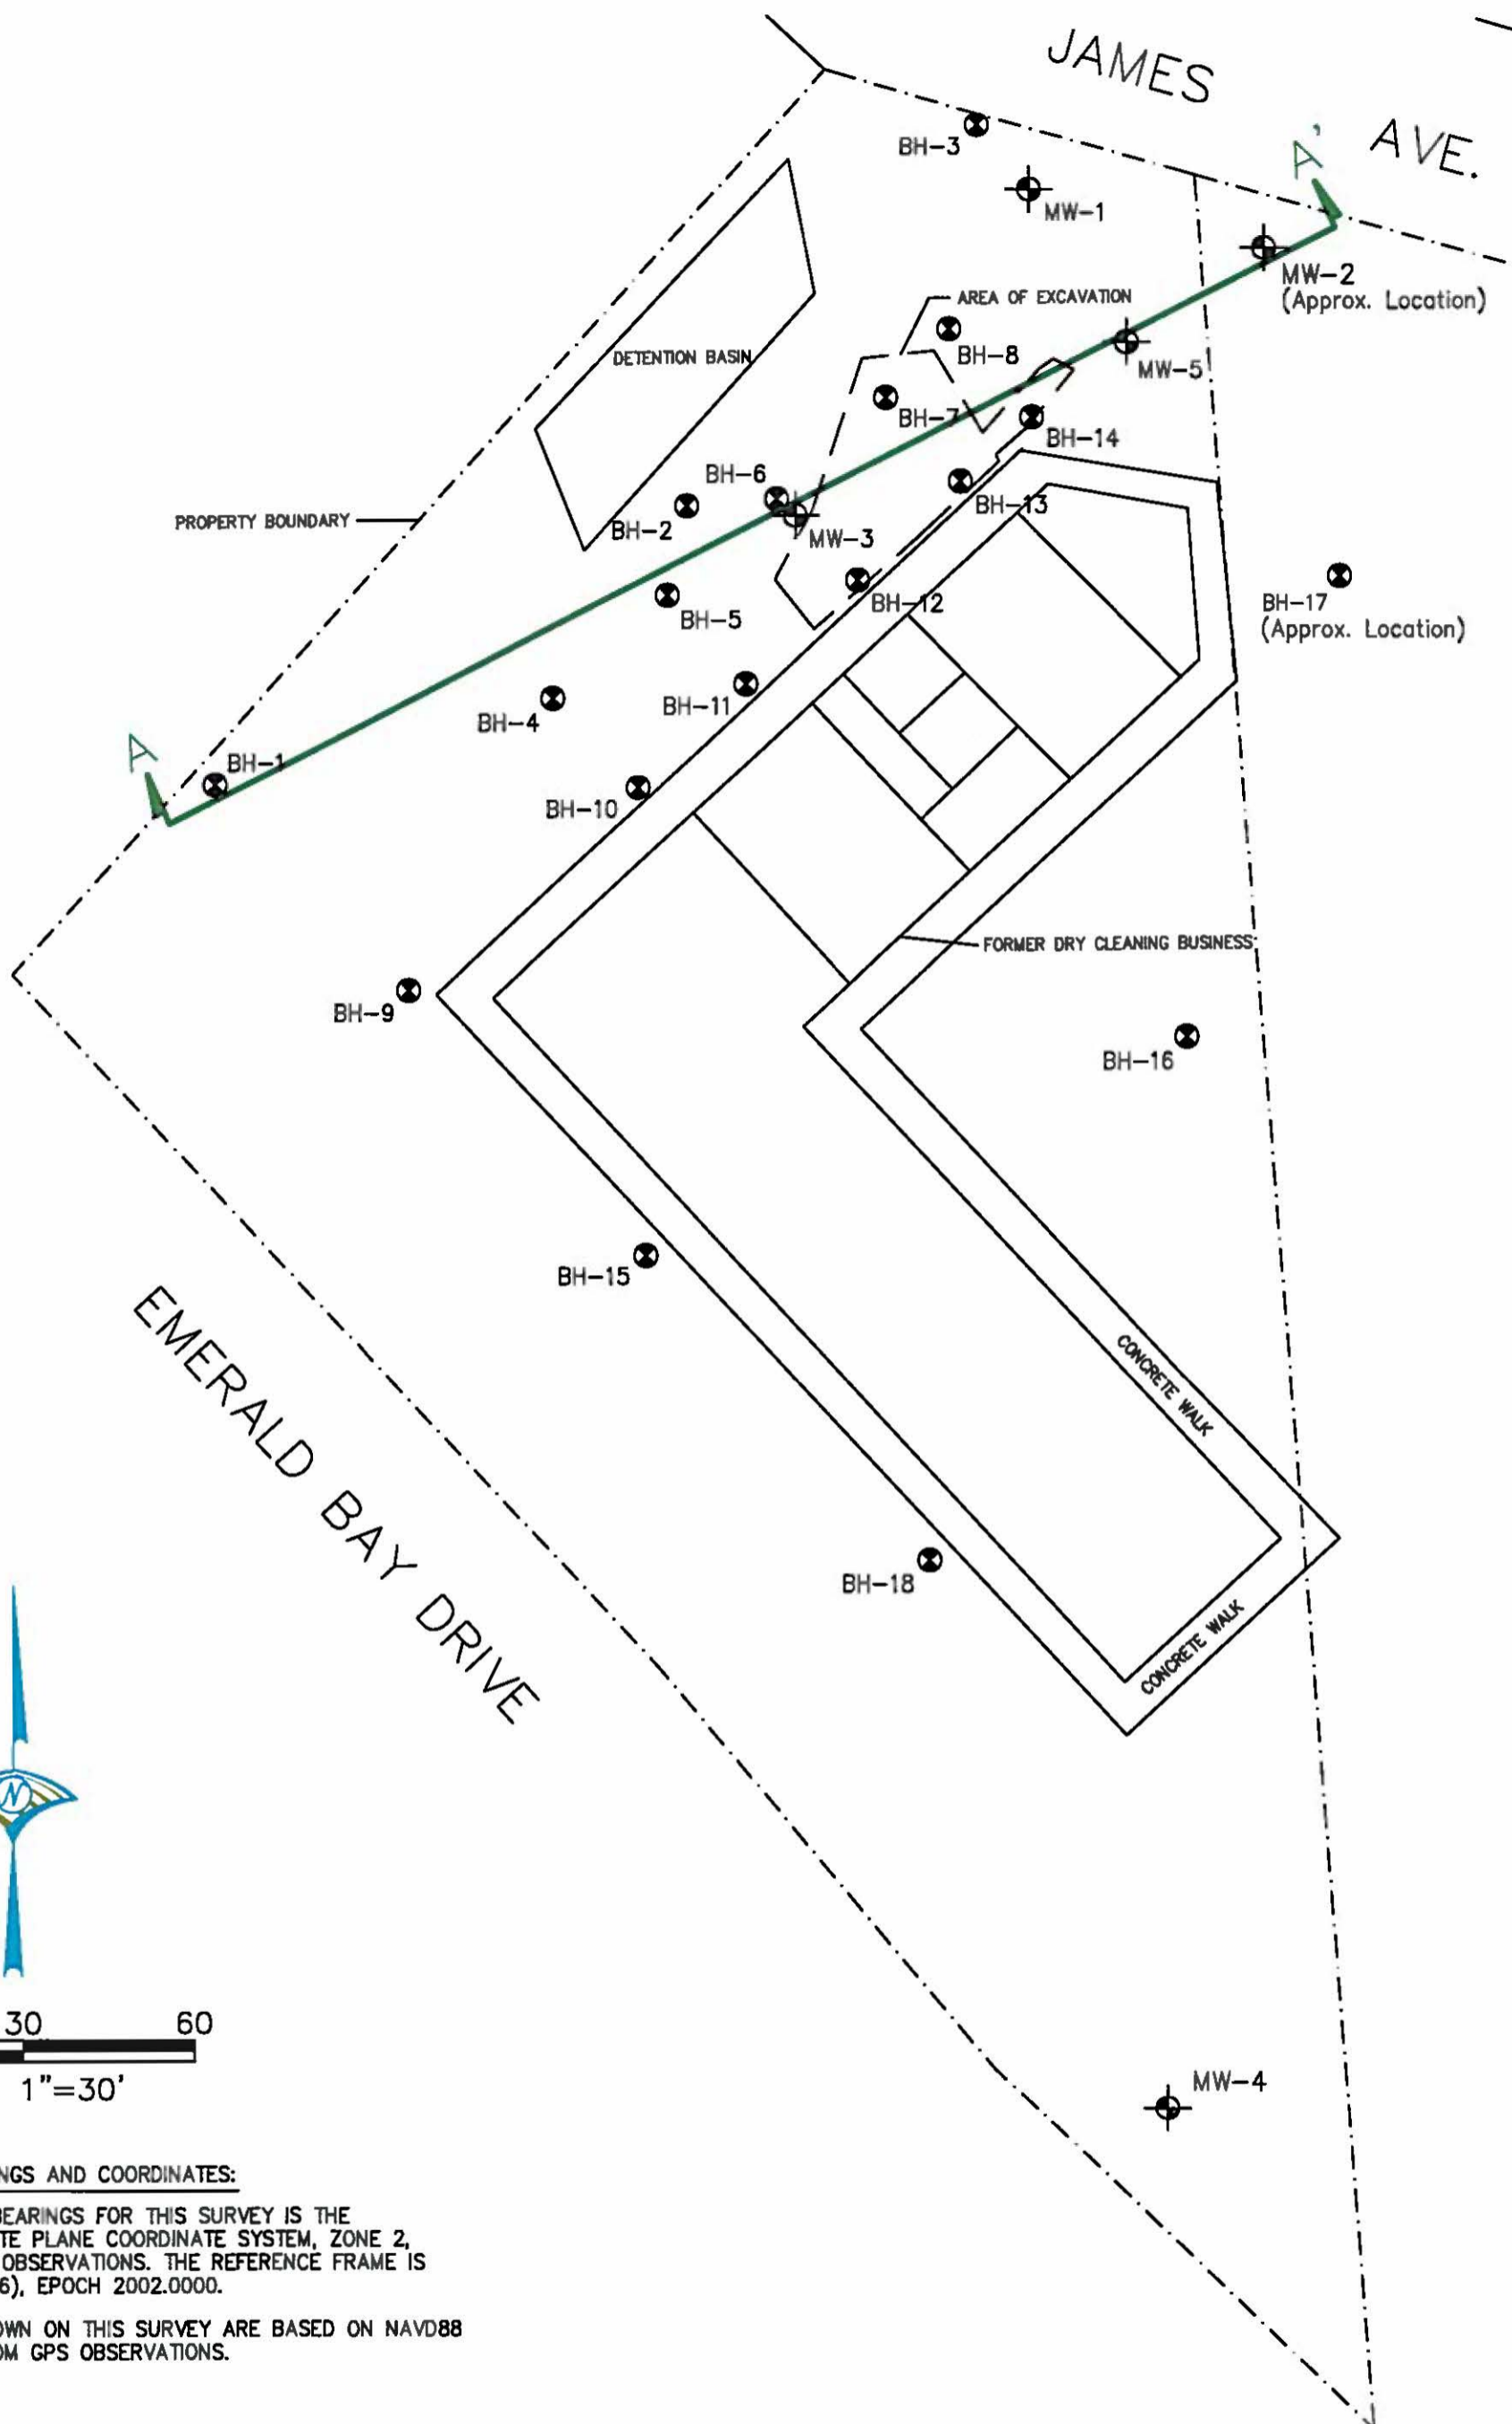 JAMES AVE.
BH-3
MW-1
A'
MW-2
(Approx. Location)
AREA OF EXCAVATION
BH-8
MW-5
DETENTION BASIN
BH-7
BH-14
BH-6
BH-2
BH-13
PROPERTY BOUNDARY
MW-3
BH-12
BH-17
(Approx. Location)
BH-5
BH-11
BH-4
A
BH-1
BH-10
FORMER DRY CLEANING BUSINESS
BH-9
BH-16
BH-15
EMERALD BAY DRIVE
CONCRETE WALK
BH-18
CONCRETE WALK
N
30 60
1"=30'
MW-4
NGS AND COORDINATES:
BEARINGS FOR THIS SURVEY IS THE
TE PLANE COORDINATE SYSTEM, ZONE 2,
OBSERVATIONS. THE REFERENCE FRAME IS
6), EPOCH 2002.0000.
OWN ON THIS SURVEY ARE BASED ON NAVD88
OM GPS OBSERVATIONS.